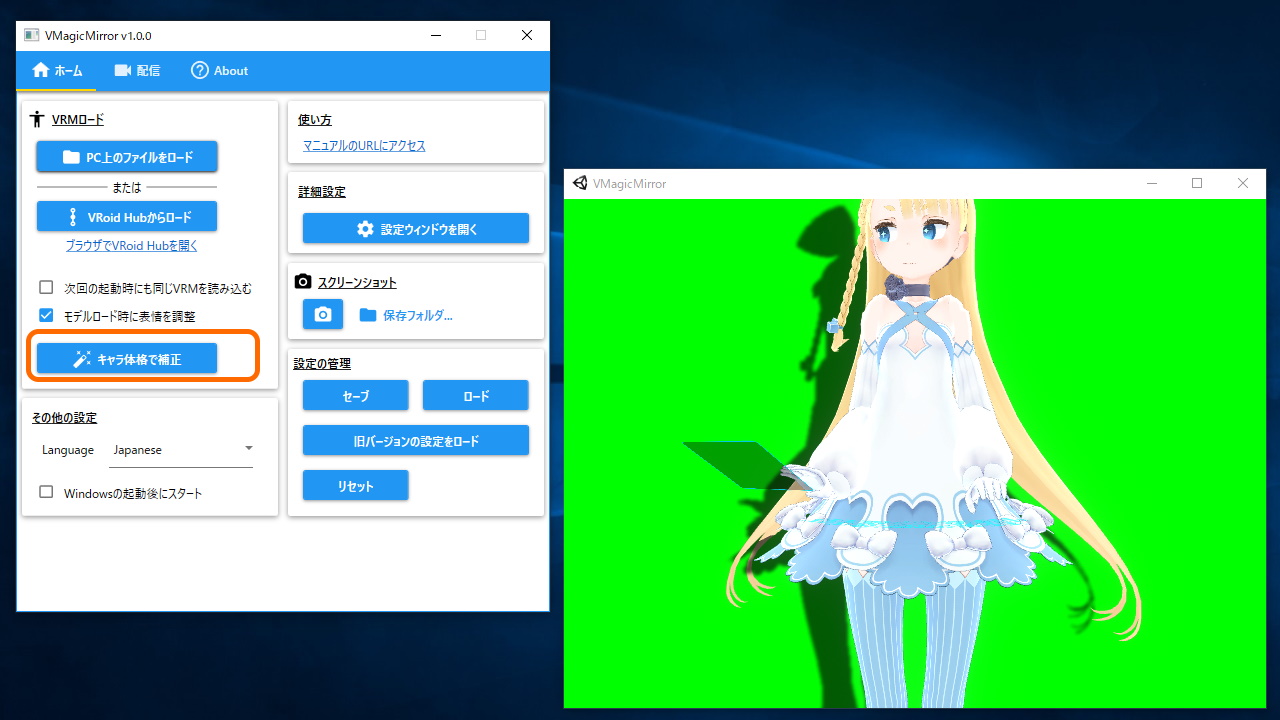 VMagicMirror v1.0.0
ホーム
配信
About
VRMロード
PC上のファイルをロード
または
VRoid Hubからロード
ブラウザでVRoid Hubを開く
次回の起動時にも同じVRMを読み込む
モデルロード時に表情を調整
キャラ体格で補正
その他の設定
Language
Japanese
Windowsの起動後にスタート
使い方
マニュアルのURLにアクセス
詳細設定
設定ウィンドウを開く
スクリーンショット
保存フォルダ...
設定の管理
セーブ
ロード
旧バージョンの設定をロード
リセット
VMagicMirror